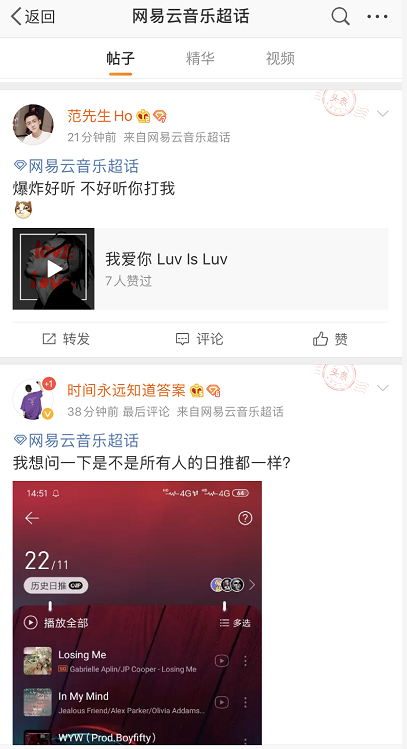 返回
网易云音乐超话
帖子
精华
视频
头条
范先生Ho
21分钟前 来自网易云音乐超话
网易云音乐超话
爆炸好听 不好听你打我
我爱你 Luv Is Luv
7人赞过
转发
评论
赞
头条
+1
时间永远知道答案
38分钟前 最后评论 来自网易云音乐超话
网易云音乐超话
我想问一下是不是所有人的日推都一样?
14:51
4G
4G
22/11
历史日推
播放全部
多选
Losing Me
Gabrielle Aplin/JP Cooper - Losing Me
In My Mind
Jealous Friend/Alex Parker/Olivia Addams...
WYW (Prod.Boyfifty)